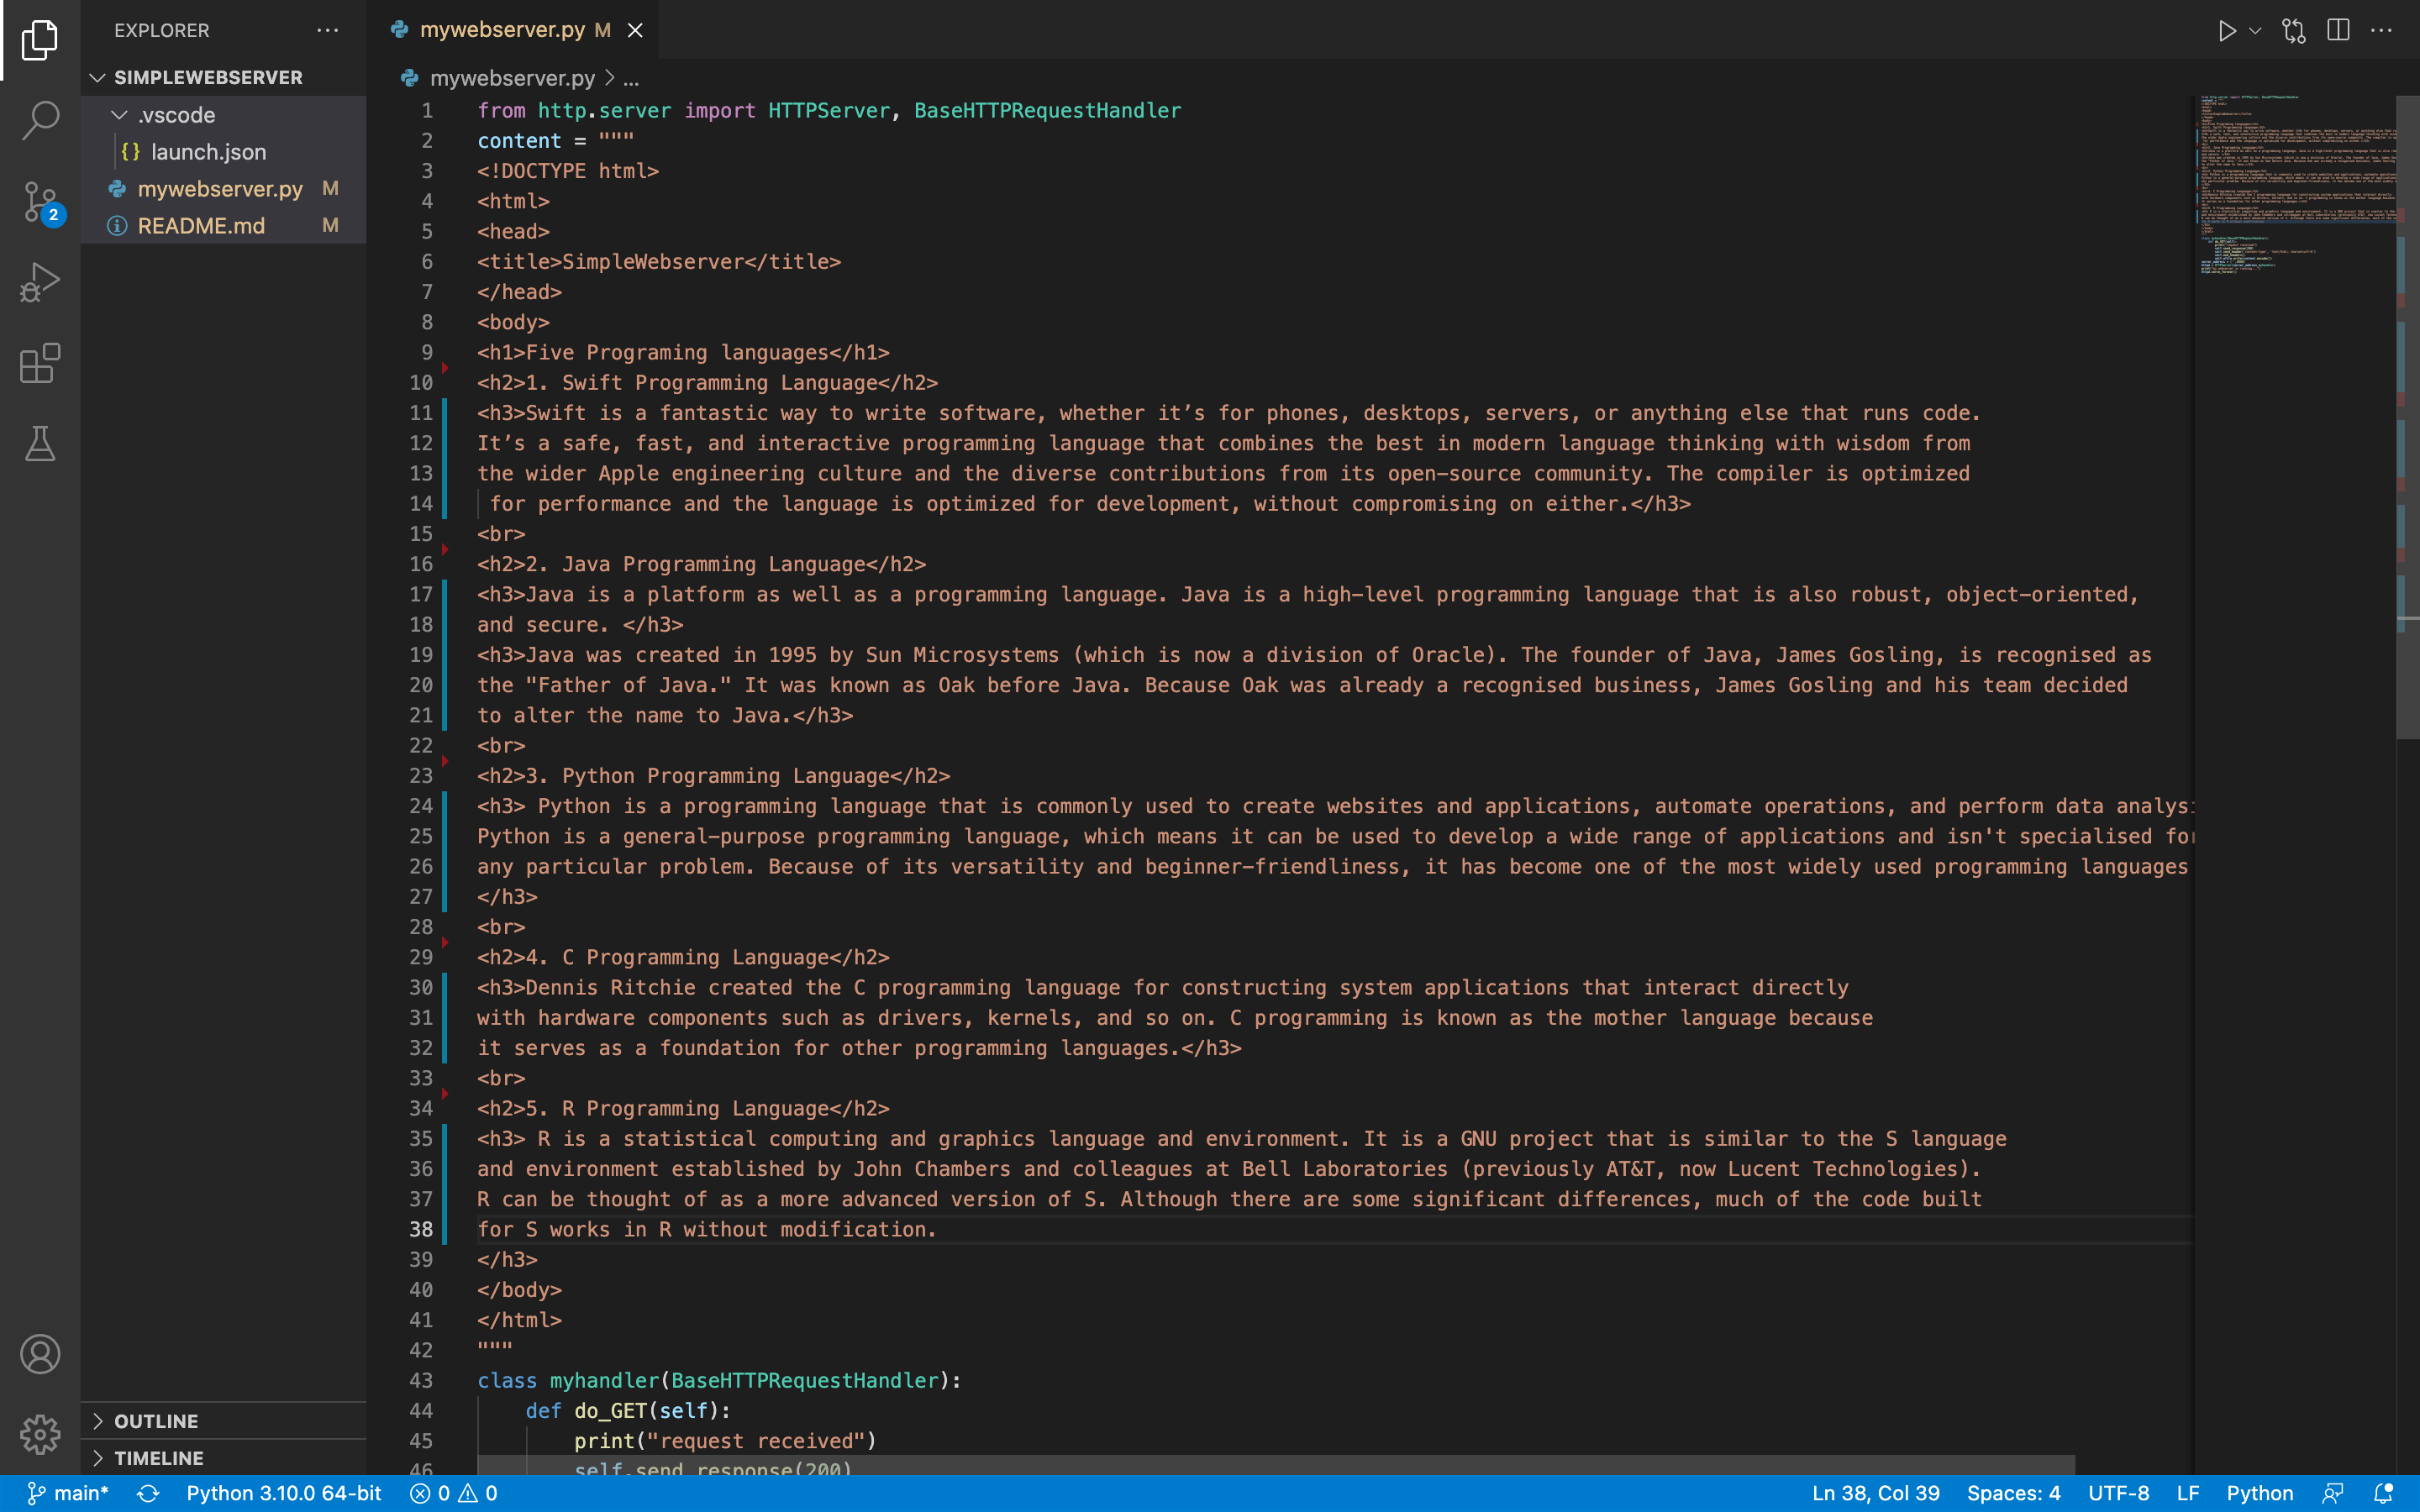 EXPLORER
mywebserver.py M
SIMPLEWEBSERVER
mywebserver.py > ...
.vscode
{} launch.json
mywebserver.py M
README.md M
2
1 from http.server import HTTPServer, BaseHTTPRequestHandler
2 content = """
3 <!DOCTYPE html>
4 <html>
5 <head>
6 <title>SimpleWebserver</title>
7 </head>
8 <body>
9 <h1>Five Programing languages</h1>
10 <h2>1. Swift Programming Language</h2>
11 <h3>Swift is a fantastic way to write software, whether it’s for phones, desktops, servers, or anything else that runs code.
12 It’s a safe, fast, and interactive programming language that combines the best in modern language thinking with wisdom from
13 the wider Apple engineering culture and the diverse contributions from its open-source community. The compiler is optimized
14 for performance and the language is optimized for development, without compromising on either.</h3>
15 <br>
16 <h2>2. Java Programming Language</h2>
17 <h3>Java is a platform as well as a programming language. Java is a high-level programming language that is also robust, object-oriented,
18 and secure. </h3>
19 <h3>Java was created in 1995 by Sun Microsystems (which is now a division of Oracle). The founder of Java, James Gosling, is recognised as
20 the "Father of Java." It was known as Oak before Java. Because Oak was already a recognised business, James Gosling and his team decided
21 to alter the name to Java.</h3>
22 <br>
23 <h2>3. Python Programming Language</h2>
24 <h3> Python is a programming language that is commonly used to create websites and applications, automate operations, and perform data analysi
25 Python is a general-purpose programming language, which means it can be used to develop a wide range of applications and isn't specialised for
26 any particular problem. Because of its versatility and beginner-friendliness, it has become one of the most widely used programming languages
27 </h3>
28 <br>
29 <h2>4. C Programming Language</h2>
30 <h3>Dennis Ritchie created the C programming language for constructing system applications that interact directly
31 with hardware components such as drivers, kernels, and so on. C programming is known as the mother language because
32 it serves as a foundation for other programming languages.</h3>
33 <br>
34 <h2>5. R Programming Language</h2>
35 <h3> R is a statistical computing and graphics language and environment. It is a GNU project that is similar to the S language
36 and environment established by John Chambers and colleagues at Bell Laboratories (previously AT&T, now Lucent Technologies).
37 R can be thought of as a more advanced version of S. Although there are some significant differences, much of the code built
38 for S works in R without modification.
39 </h3>
40 </body>
41 </html>
42 """
43 class myhandler(BaseHTTPRequestHandler):
44 def do_GET(self):
45 print("request received")
46 self.send_response(200)
OUTLINE
TIMELINE
main* Python 3.10.0 64-bit 0 0 Ln 38, Col 39 Spaces: 4 UTF-8 LF Python